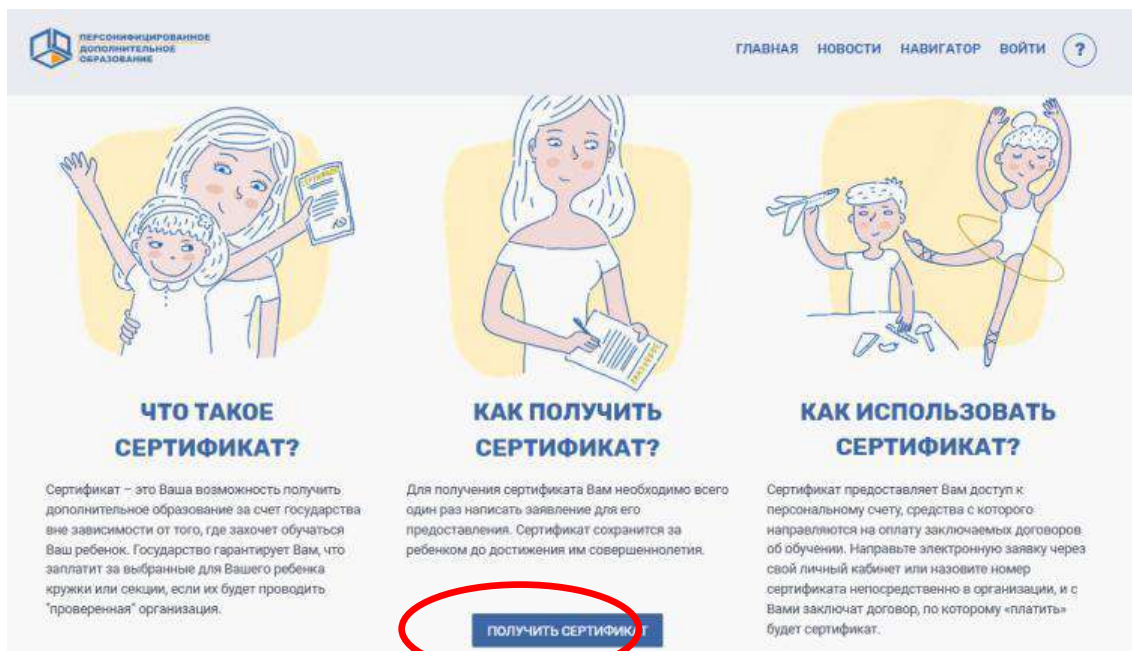 ПЕРСОНИФИЦИРОВАННОЕ
ДОПОЛНИТЕЛЬНОЕ
ОБРАЗОВАНИЕ
ГЛАВНАЯ НОВОСТИ НАВИГАТОР ВОЙТИ ?
ЧТО ТАКОЕ
СЕРТИФИКАТ?
Сертификат – это Ваша возможность получить
дополнительное образование за счет государства
вне зависимости от того, где захочет обучаться
Ваш ребенок. Государство гарантирует Вам, что
заплатит за выбранные для Вашего ребенка
кружки или секции, если их будет проводить
"проверенная" организация.
КАК ПОЛУЧИТЬ
СЕРТИФИКАТ?
Для получения сертификата Вам необходимо всего
один раз написать заявление для его
предоставления. Сертификат сохранится за
ребенком до достижения им совершеннолетия.
ПОЛУЧИТЬ СЕРТИФИКАТ
КАК ИСПОЛЬЗОВАТЬ
СЕРТИФИКАТ?
Сертификат предоставляет Вам доступ к
персональному счету, средства с которого
направляются на оплату заключаемых договоров
об обучении. Направьте электронную заявку через
свой личный кабинет или назовите номер
сертификата непосредственно в организации, и с
Вами заключат договор, по которому «платить»
будет сертификат.